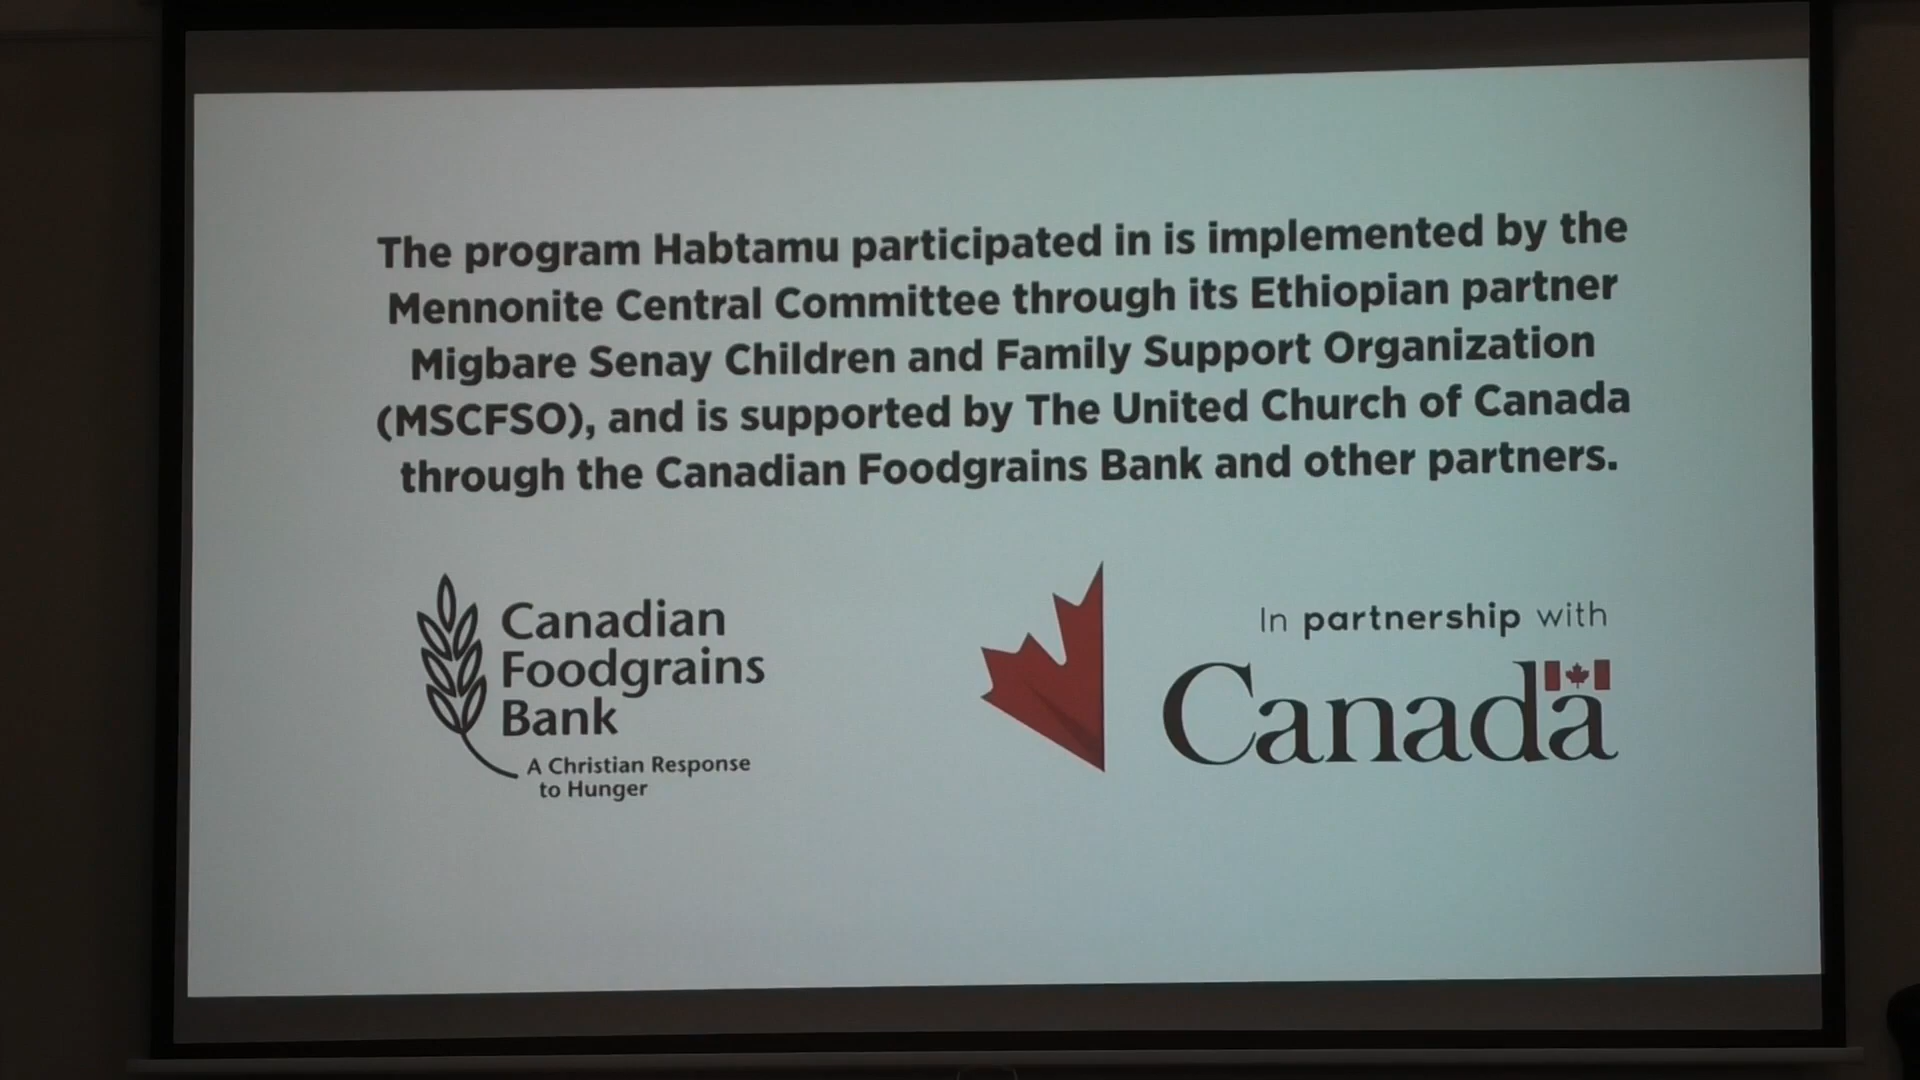 The program Habtamu participated in is implemented by the
Mennonite Central Committee through its Ethiopian partner
Migbare Senay Children and Family Support Organization
(MSCFSO), and is supported by The United Church of Canada
through the Canadian Foodgrains Bank and other partners.
Canadian
Foodgrains
Bank
A Christian Response
to Hunger
In partnership with
Canada